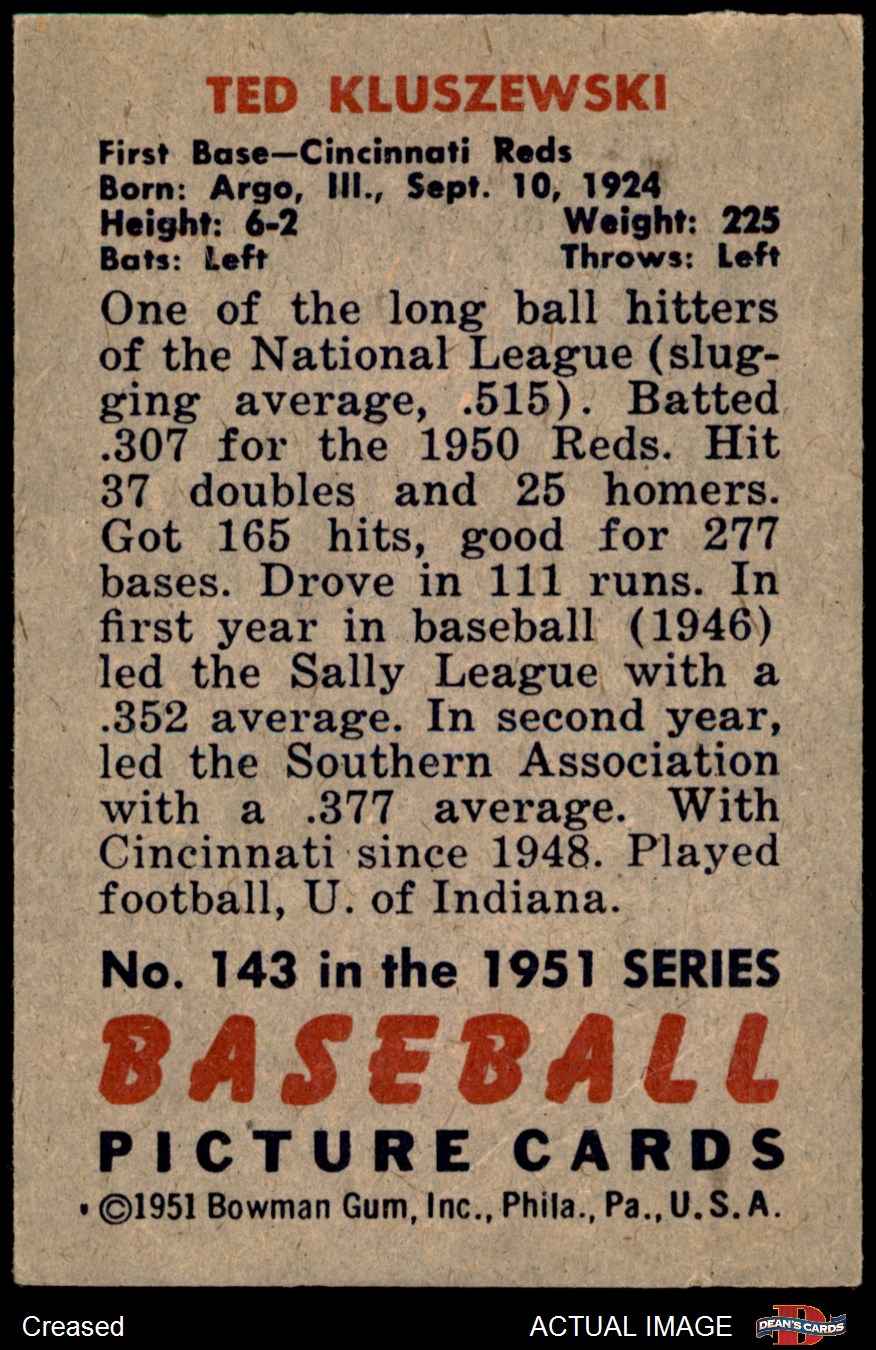 TED KLUSZEWSKI
First Base—Cincinnati Reds
Born: Argo, Ill., Sept. 10, 1924
Height: 6-2 Weight: 225
Bats: Left Throws: Left
One of the long ball hitters
of the National League (slug-
ging average, .515). Batted
.307 for the 1950 Reds. Hit
37 doubles and 25 homers.
Got 165 hits, good for 277
bases. Drove in 111 runs. In
first year in baseball (1946)
led the Sally League with a
.352 average. In second year,
led the Southern Association
with a .377 average. With
Cincinnati since 1948. Played
football, U. of Indiana.
No. 143 in the 1951 SERIES
BASEBALL
PICTURE CARDS
©1951 Bowman Gum, Inc., Phila., Pa., U.S.A.
Creased ACTUAL IMAGE
D
DEAN'S CARDS